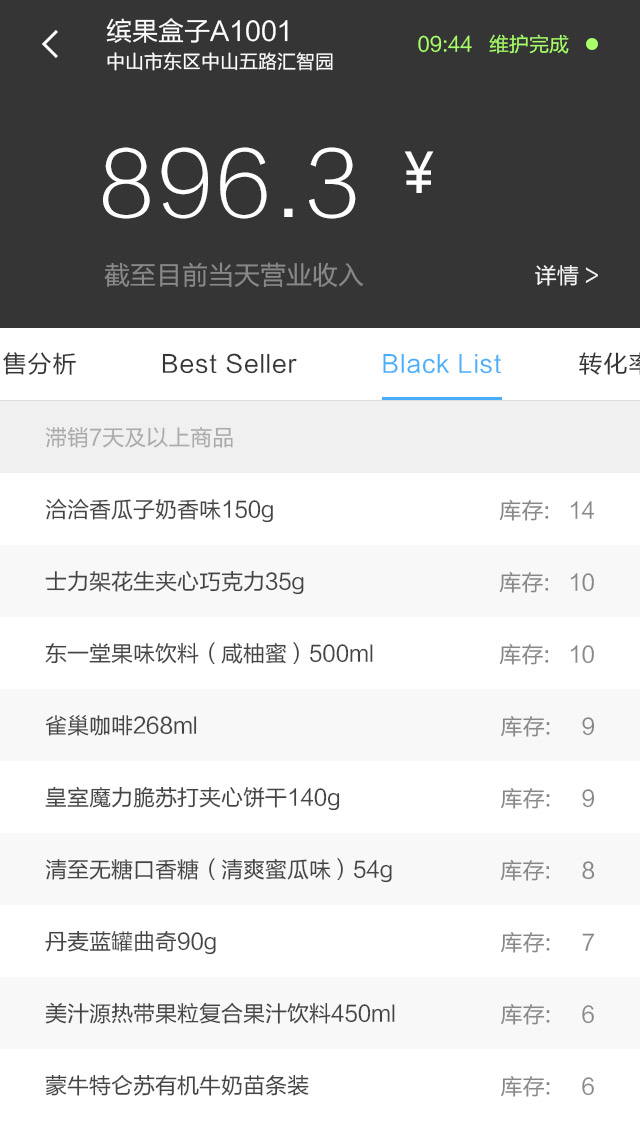 缤果盒子A1001
中山市东区中山五路汇智园
09:44 维护完成
896.3 ¥
截至目前当天营业收入
详情 >
售分析 Best Seller Black List 转化率
滞销7天及以上商品
洽洽香瓜子奶香味150g 库存: 14
士力架花生夹心巧克力35g 库存: 10
东一堂果味饮料（咸柚蜜）500ml 库存: 10
雀巢咖啡268ml 库存: 9
皇室魔力脆苏打夹心饼干140g 库存: 9
清至无糖口香糖（清爽蜜瓜味）54g 库存: 8
丹麦蓝罐曲奇90g 库存: 7
美汁源热带果粒复合果汁饮料450ml 库存: 6
蒙牛特仑苏有机牛奶苗条装 库存: 6